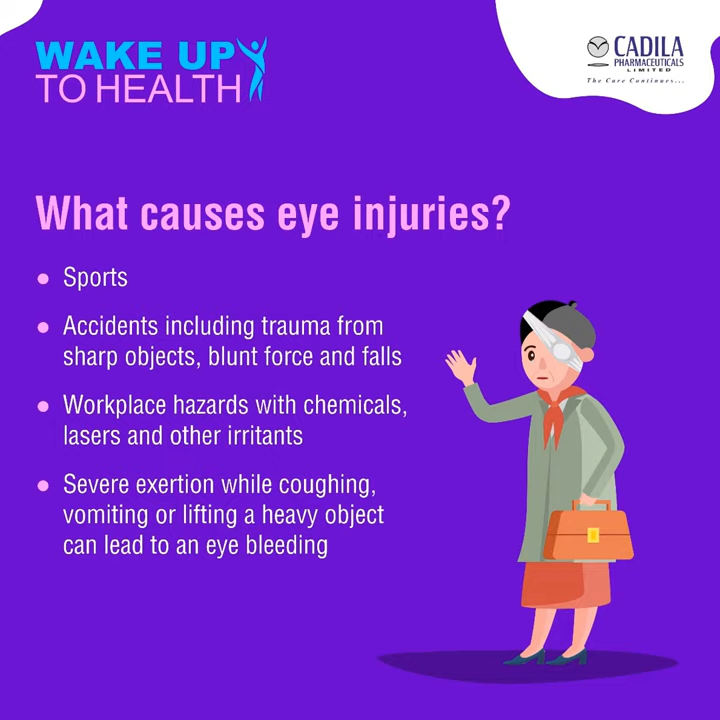 WAKE UP
TO HEALTH
CADILA
PHARMACEUTICALS
LIMITED
The Care Continues...
What causes eye injuries?
• Sports
• Accidents including trauma from
sharp objects, blunt force and falls
• Workplace hazards with chemicals,
lasers and other irritants
• Severe exertion while coughing,
vomiting or lifting a heavy object
can lead to an eye bleeding